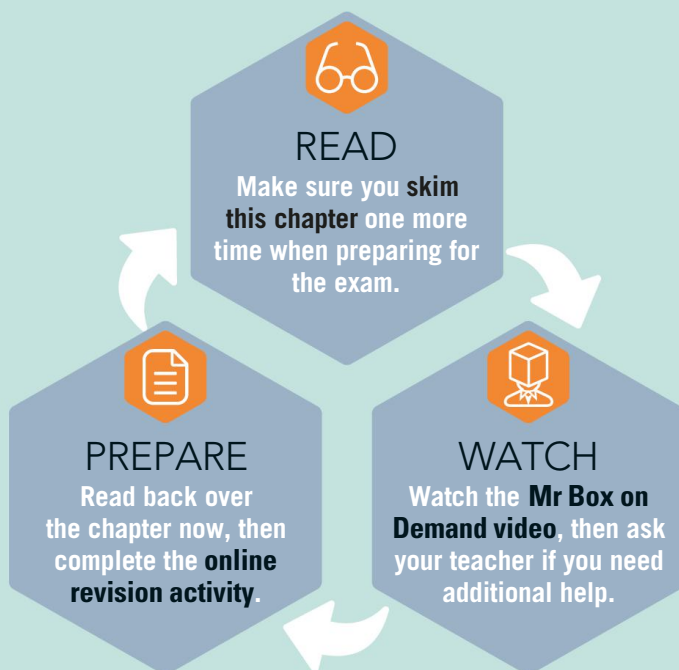 READ
Make sure you skim
this chapter one more
time when preparing for
the exam.
PREPARE
Read back over
the chapter now, then
complete the online
revision activity.
WATCH
Watch the Mr Box on
Demand video, then ask
your teacher if you need
additional help.